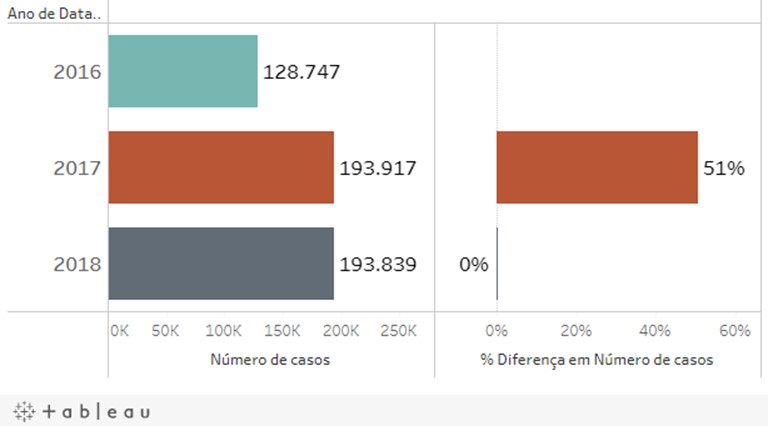 Ano de Data..
2016 128.747
2017 193.917 51%
2018 193.839 0%
0K 50K 100K 150K 200K 250K 0% 20% 40% 60%
Número de casos % Diferença em Número de casos
+ a b | e a u